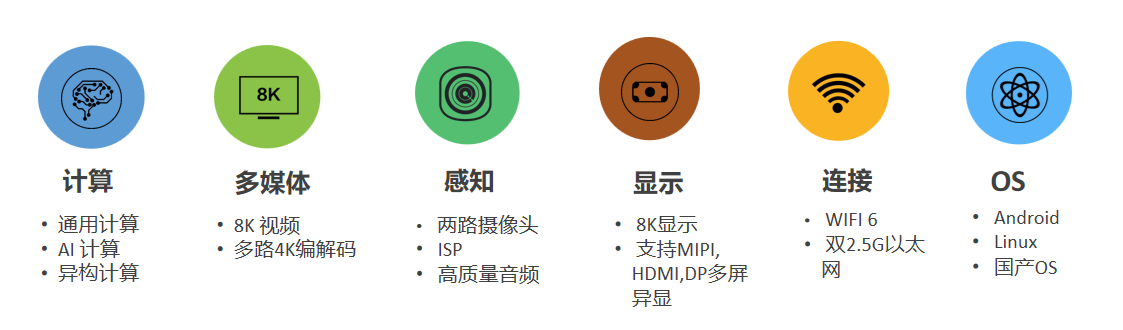 8K
计算
• 通用计算
• AI 计算
• 异构计算
多媒体
• 8K 视频
• 多路4K编解码
感知
• 两路摄像头
• ISP
• 高质量音频
显示
• 8K显示
• 支持MIPI,
HDMI,DP多屏
异显
连接
• WIFI 6
• 双2.5G以太
网
OS
• Android
• Linux
• 国产OS